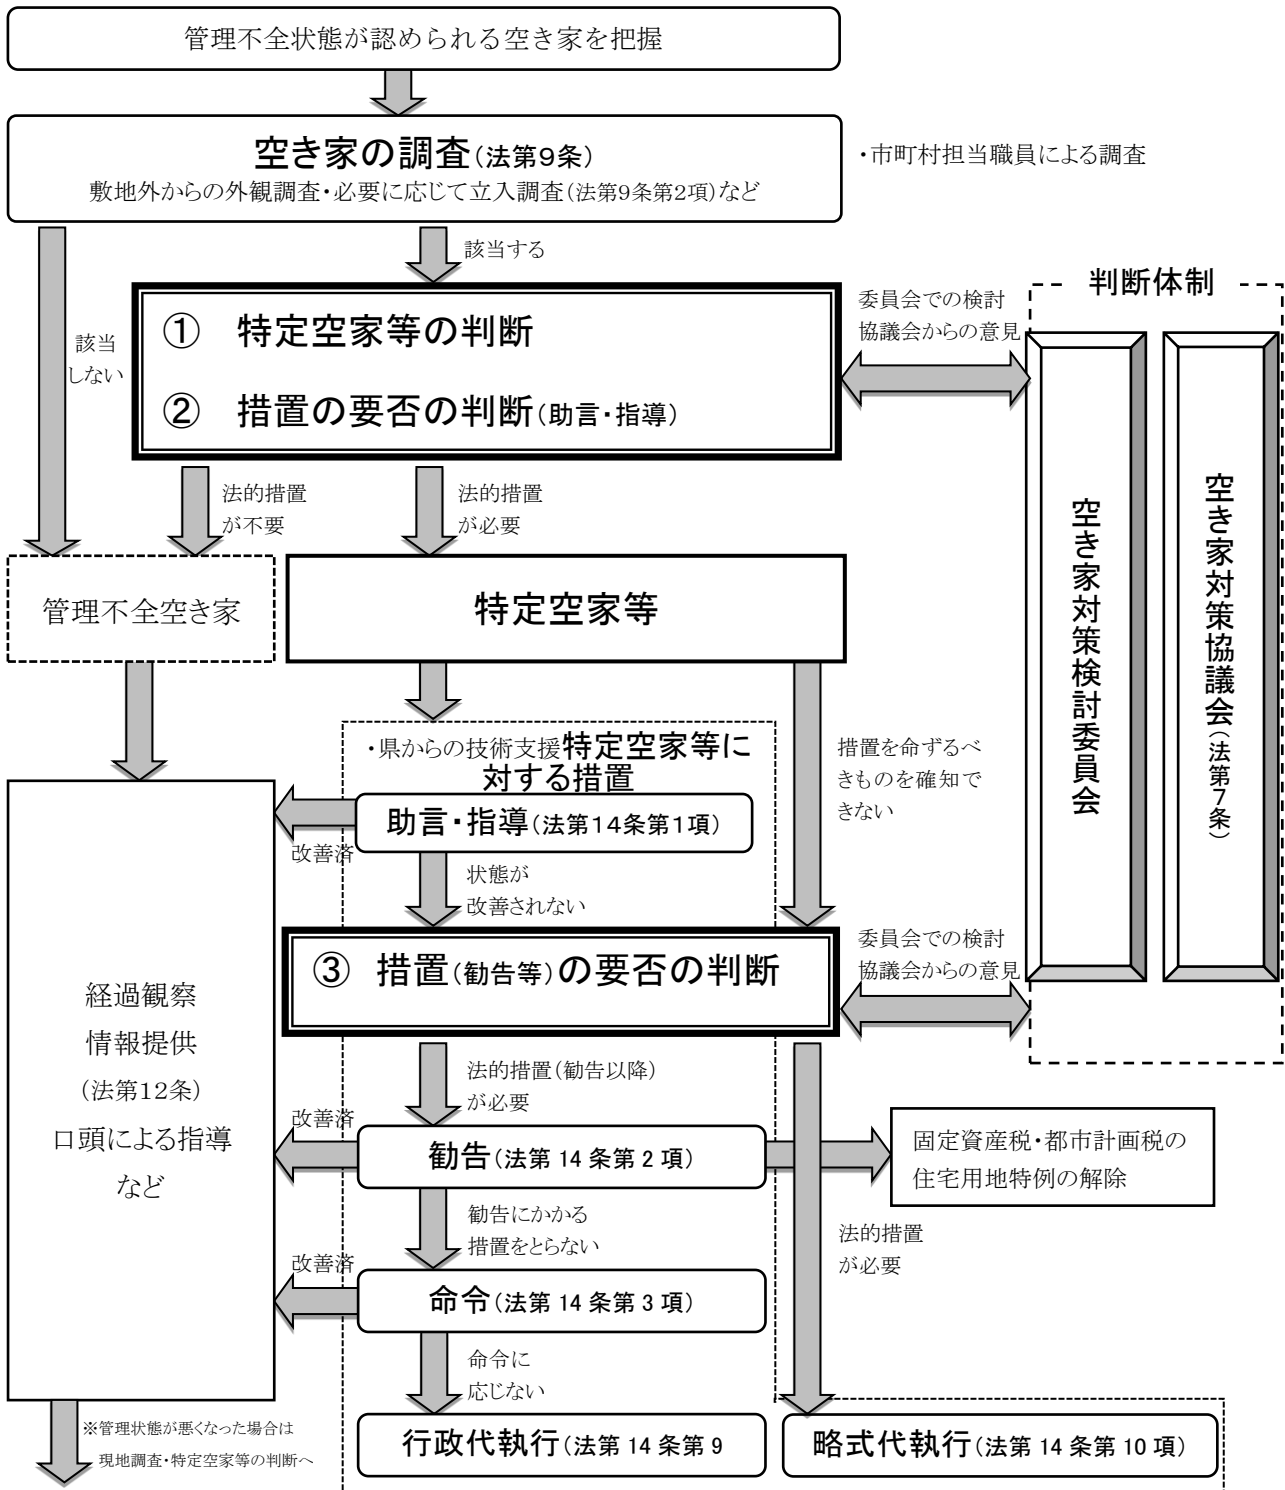 管理不全状態が認められる空き家を把握
空き家の調査(法第９条)
敷地外からの外観調査・必要に応じて立入調査(法第9条第2項)など
・市町村担当職員による調査
該当
しない
該当する
① 特定空家等の判断
② 措置の要否の判断(助言・指導)
委員会での検討
協議会からの意見
判断体制
空き家対策検討委員会
空き家対策協議会(法第７条)
法的措置
が不要
法的措置
が必要
管理不全空き家
特定空家等
・県からの技術支援特定空家等に
対する措置
措置を命ずるべ
きものを確知で
きない
助言・指導(法第１４条第１項)
改善済
状態が
改善されない
③ 措置(勧告等)の要否の判断
委員会での検討
協議会からの意見
経過観察
情報提供
(法第12条)
口頭による指導
など
法的措置(勧告以降)
が必要
改善済
勧告(法第 14 条第 2 項)
固定資産税・都市計画税の
住宅用地特例の解除
勧告にかかる
措置をとらない
法的措置
が必要
改善済
命令(法第 14 条第 3 項)
命令に
応じない
行政代執行(法第 14 条第 9
略式代執行(法第 14 条第 10 項)
※管理状態が悪くなった場合は
現地調査・特定空家等の判断へ